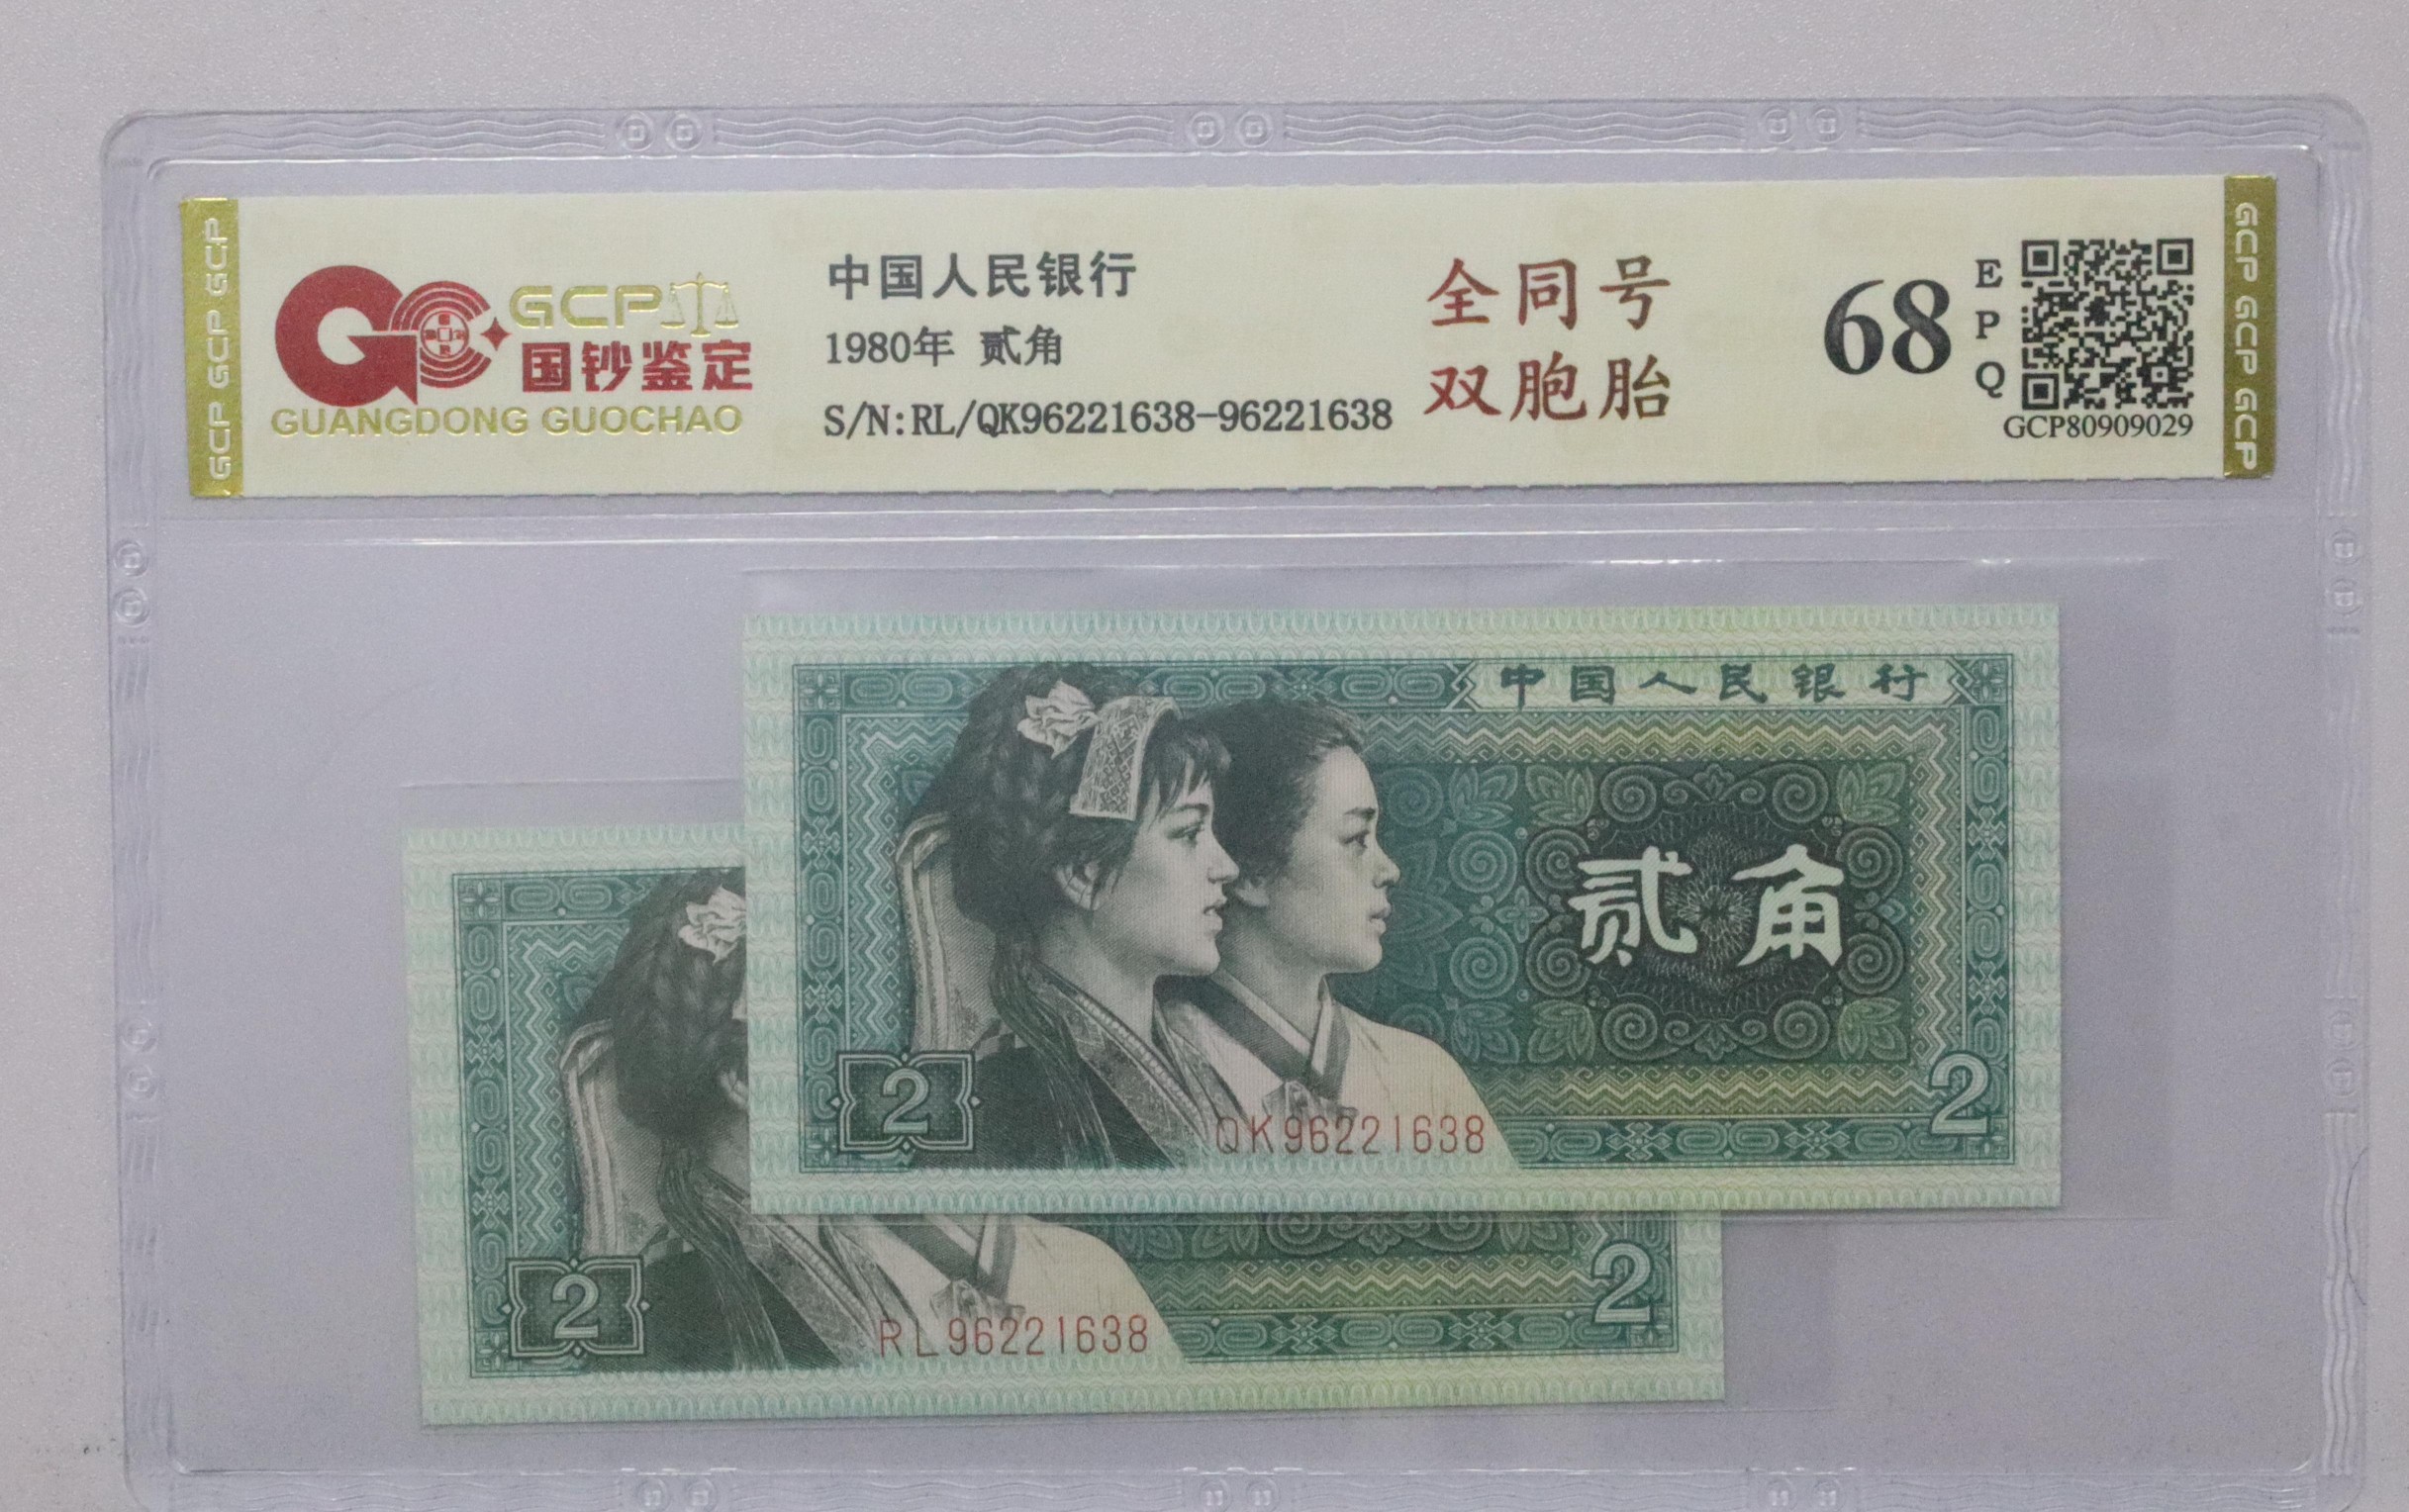 GCP GCP GCP
GCP
国钞鉴定
GUANGDONG GUOCHAO
中国人民银行
1980年 贰角
S/N:RL/QK96221638-96221638
全同号
双胞胎
68
E
P
Q
GCP80909029
GCP GCP GCP GCP
中国人民银行
贰角
2
QK96221638
2
2
RL96221638
2